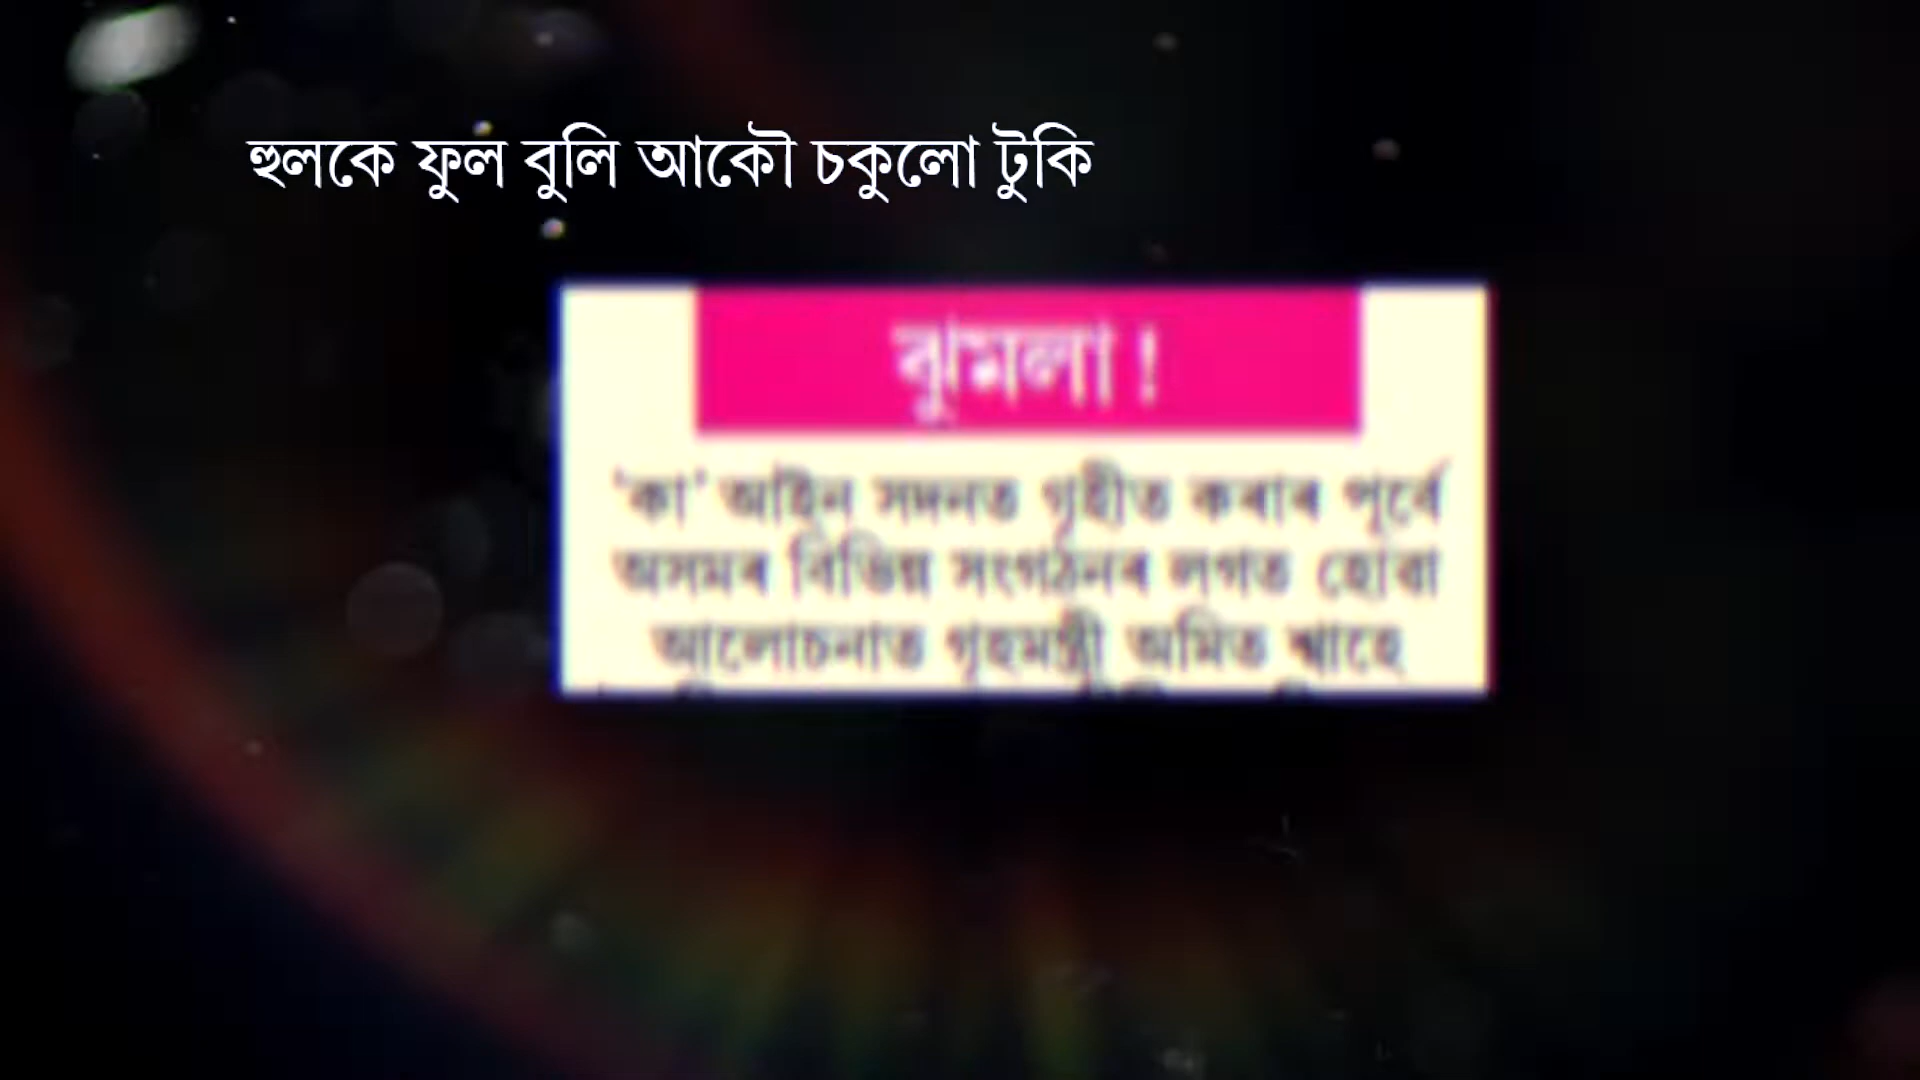 হুলকে ফুল বুলি আকৌ চকুলো টুকি
ঝুমলা !
'কা' আইন সদনত গৃহীত কৰাৰ পূৰ্বে
অসমৰ বিভিন্ন সংগঠনৰ লগত হোৱা
আলোচনাত গৃহমন্ত্ৰী অমিত শ্বাহে